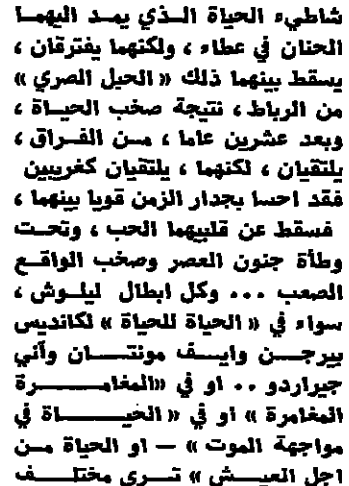 شاطيء الحياة الذي يمد اليهما
الحنان في عطاء ، ولكنهما يفترقان ،
يسقط بينهما ذلك « الحبل الصري »
من الرباط ، نتيجة صخب الحياة ،
وبعد عشرين عاما ، من الفراق ،
يلتقيان ، لكنهما ، يلتقيان كغريبين
فقد احسا بجدار الزمن قويا بينهما ،
فسقط عن قلبيهما الحب ، وتحت
وطأة جنون العصر وصخب الواقع
الصعب ... وكل ابطال ليلوش ،
سواء في « الحياة للحياة » لكانديس
بيرجن وايف مونتان وآني
جيراردو .. او في «المغامرة
المغامرة » او في « الحياة في
مواجهة الموت » — او الحياة من
اجل العيش » ترى مختلف